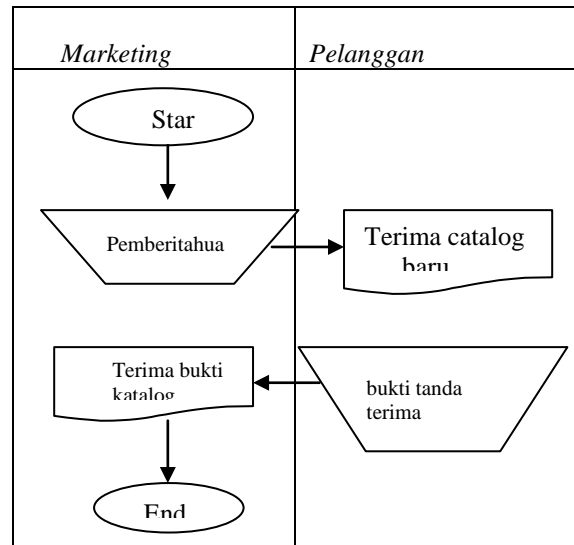 Marketing
Pelanggan
Star
Pemberitahua
Terima catalog
baru
Terima bukti
katalog
bukti tanda
terima
End